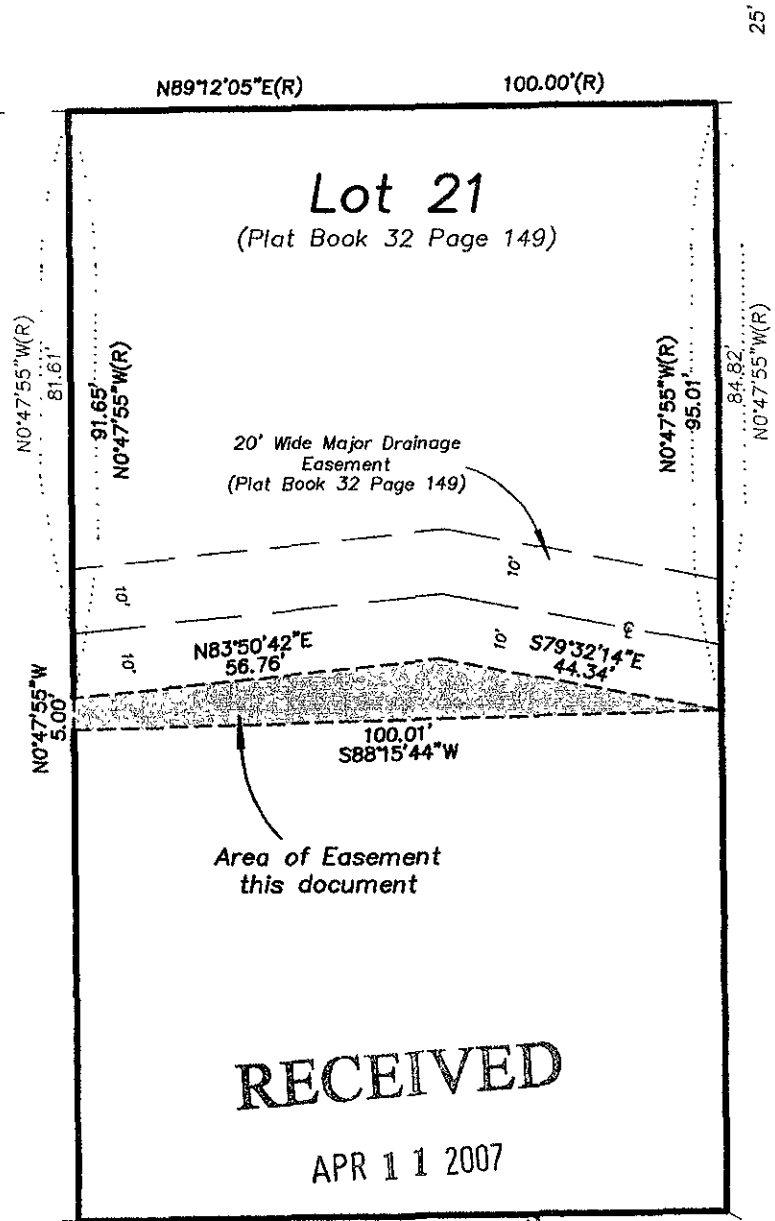 25'
N89°12'05"E(R)
100.00'(R)
Lot 21
(Plat Book 32 Page 149)
N0°47'55"W(R)
81.61'
91.65'
N0°47'55"W(R)
N0°47'55"W(R)
95.01'
84.82'
N0°47'55"W(R)
20' Wide Major Drainage
Easement
(Plat Book 32 Page 149)
10'
10'
10'
10'
℄
N83°50'42"E
56.76'
S79°32'14"E
44.34'
N0°47'55"W
5.00'
100.01'
S88°15'44"W
Area of Easement
this document
RECEIVED
APR 11 2007